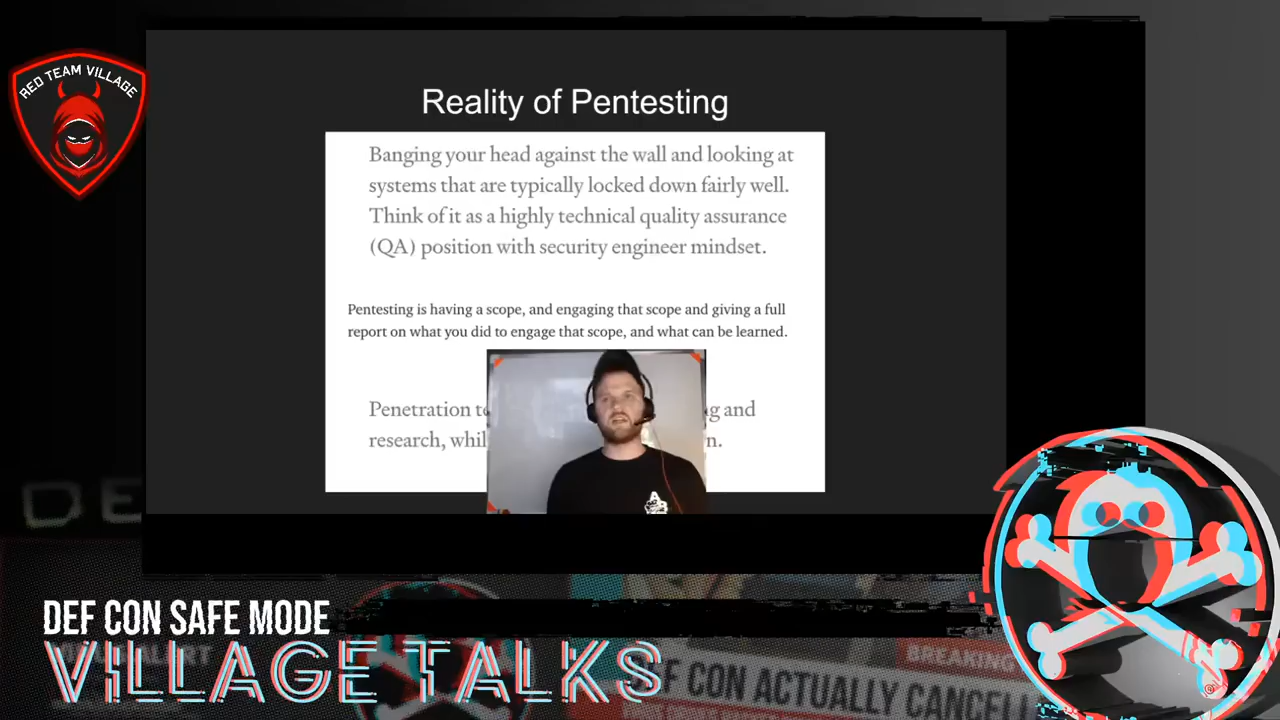 RED TEAM VILLAGE
Reality of Pentesting
Banging your head against the wall and looking at
systems that are typically locked down fairly well.
Think of it as a highly technical quality assurance
(QA) position with security engineer mindset.
Pentesting is having a scope, and engaging that scope and giving a full
report on what you did to engage that scope, and what can be learned.
Penetration and
research,
DEF CON SAFE MODE
VILLAGE TALKS
BREAKING
DEF CON ACTUALLY